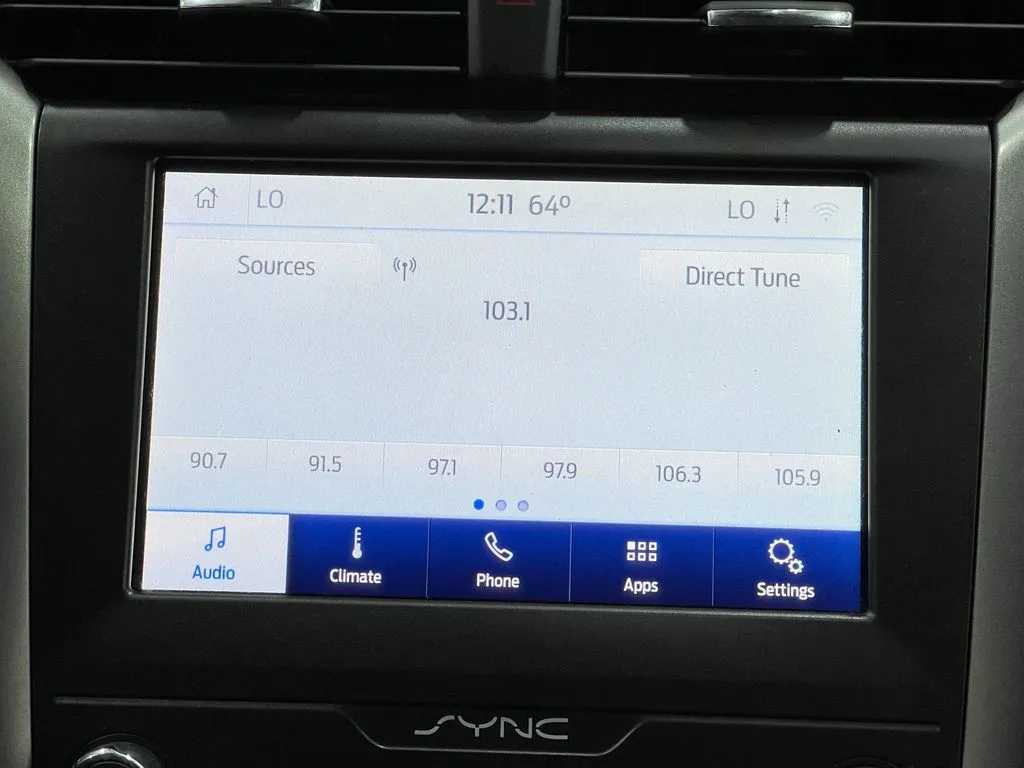 LO 12:11 64º LO
Sources Direct Tune
103.1
90.7 91.5 97.1 97.9 106.3 105.9
Audio Climate Phone Apps Settings
SYNC